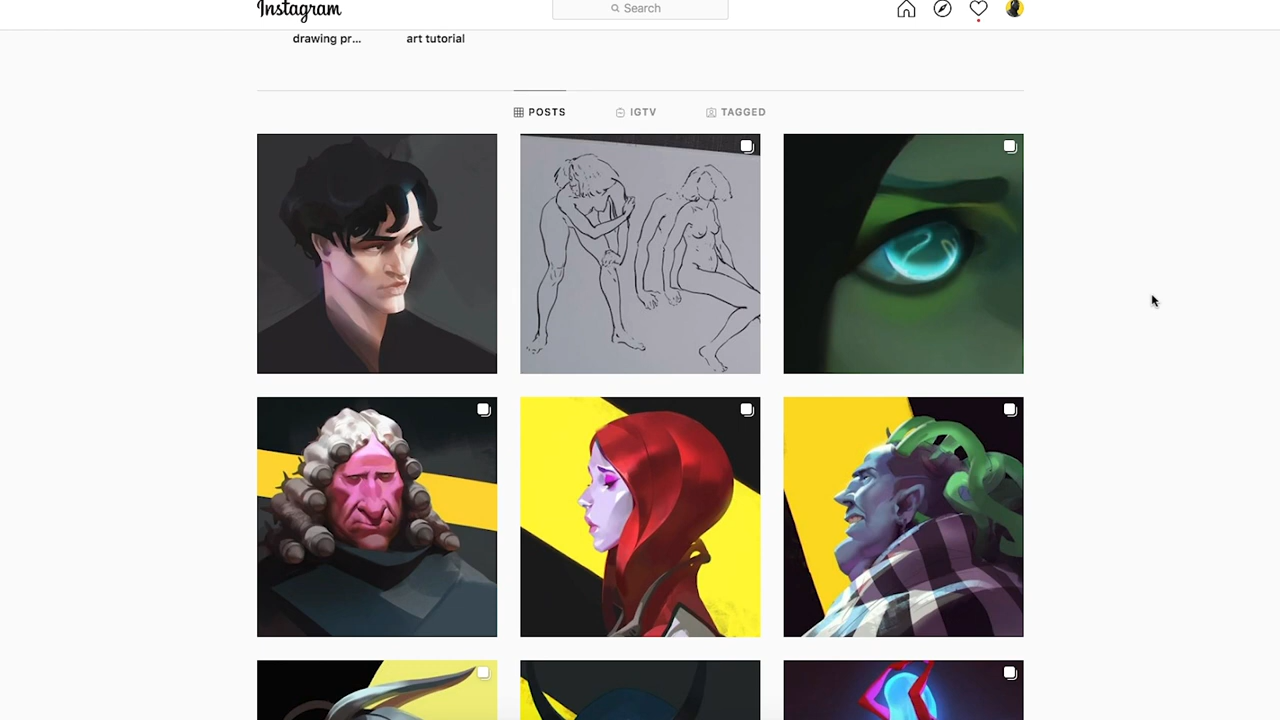 Instagram
Search
drawing pr...
art tutorial
POSTS
IGTV
TAGGED